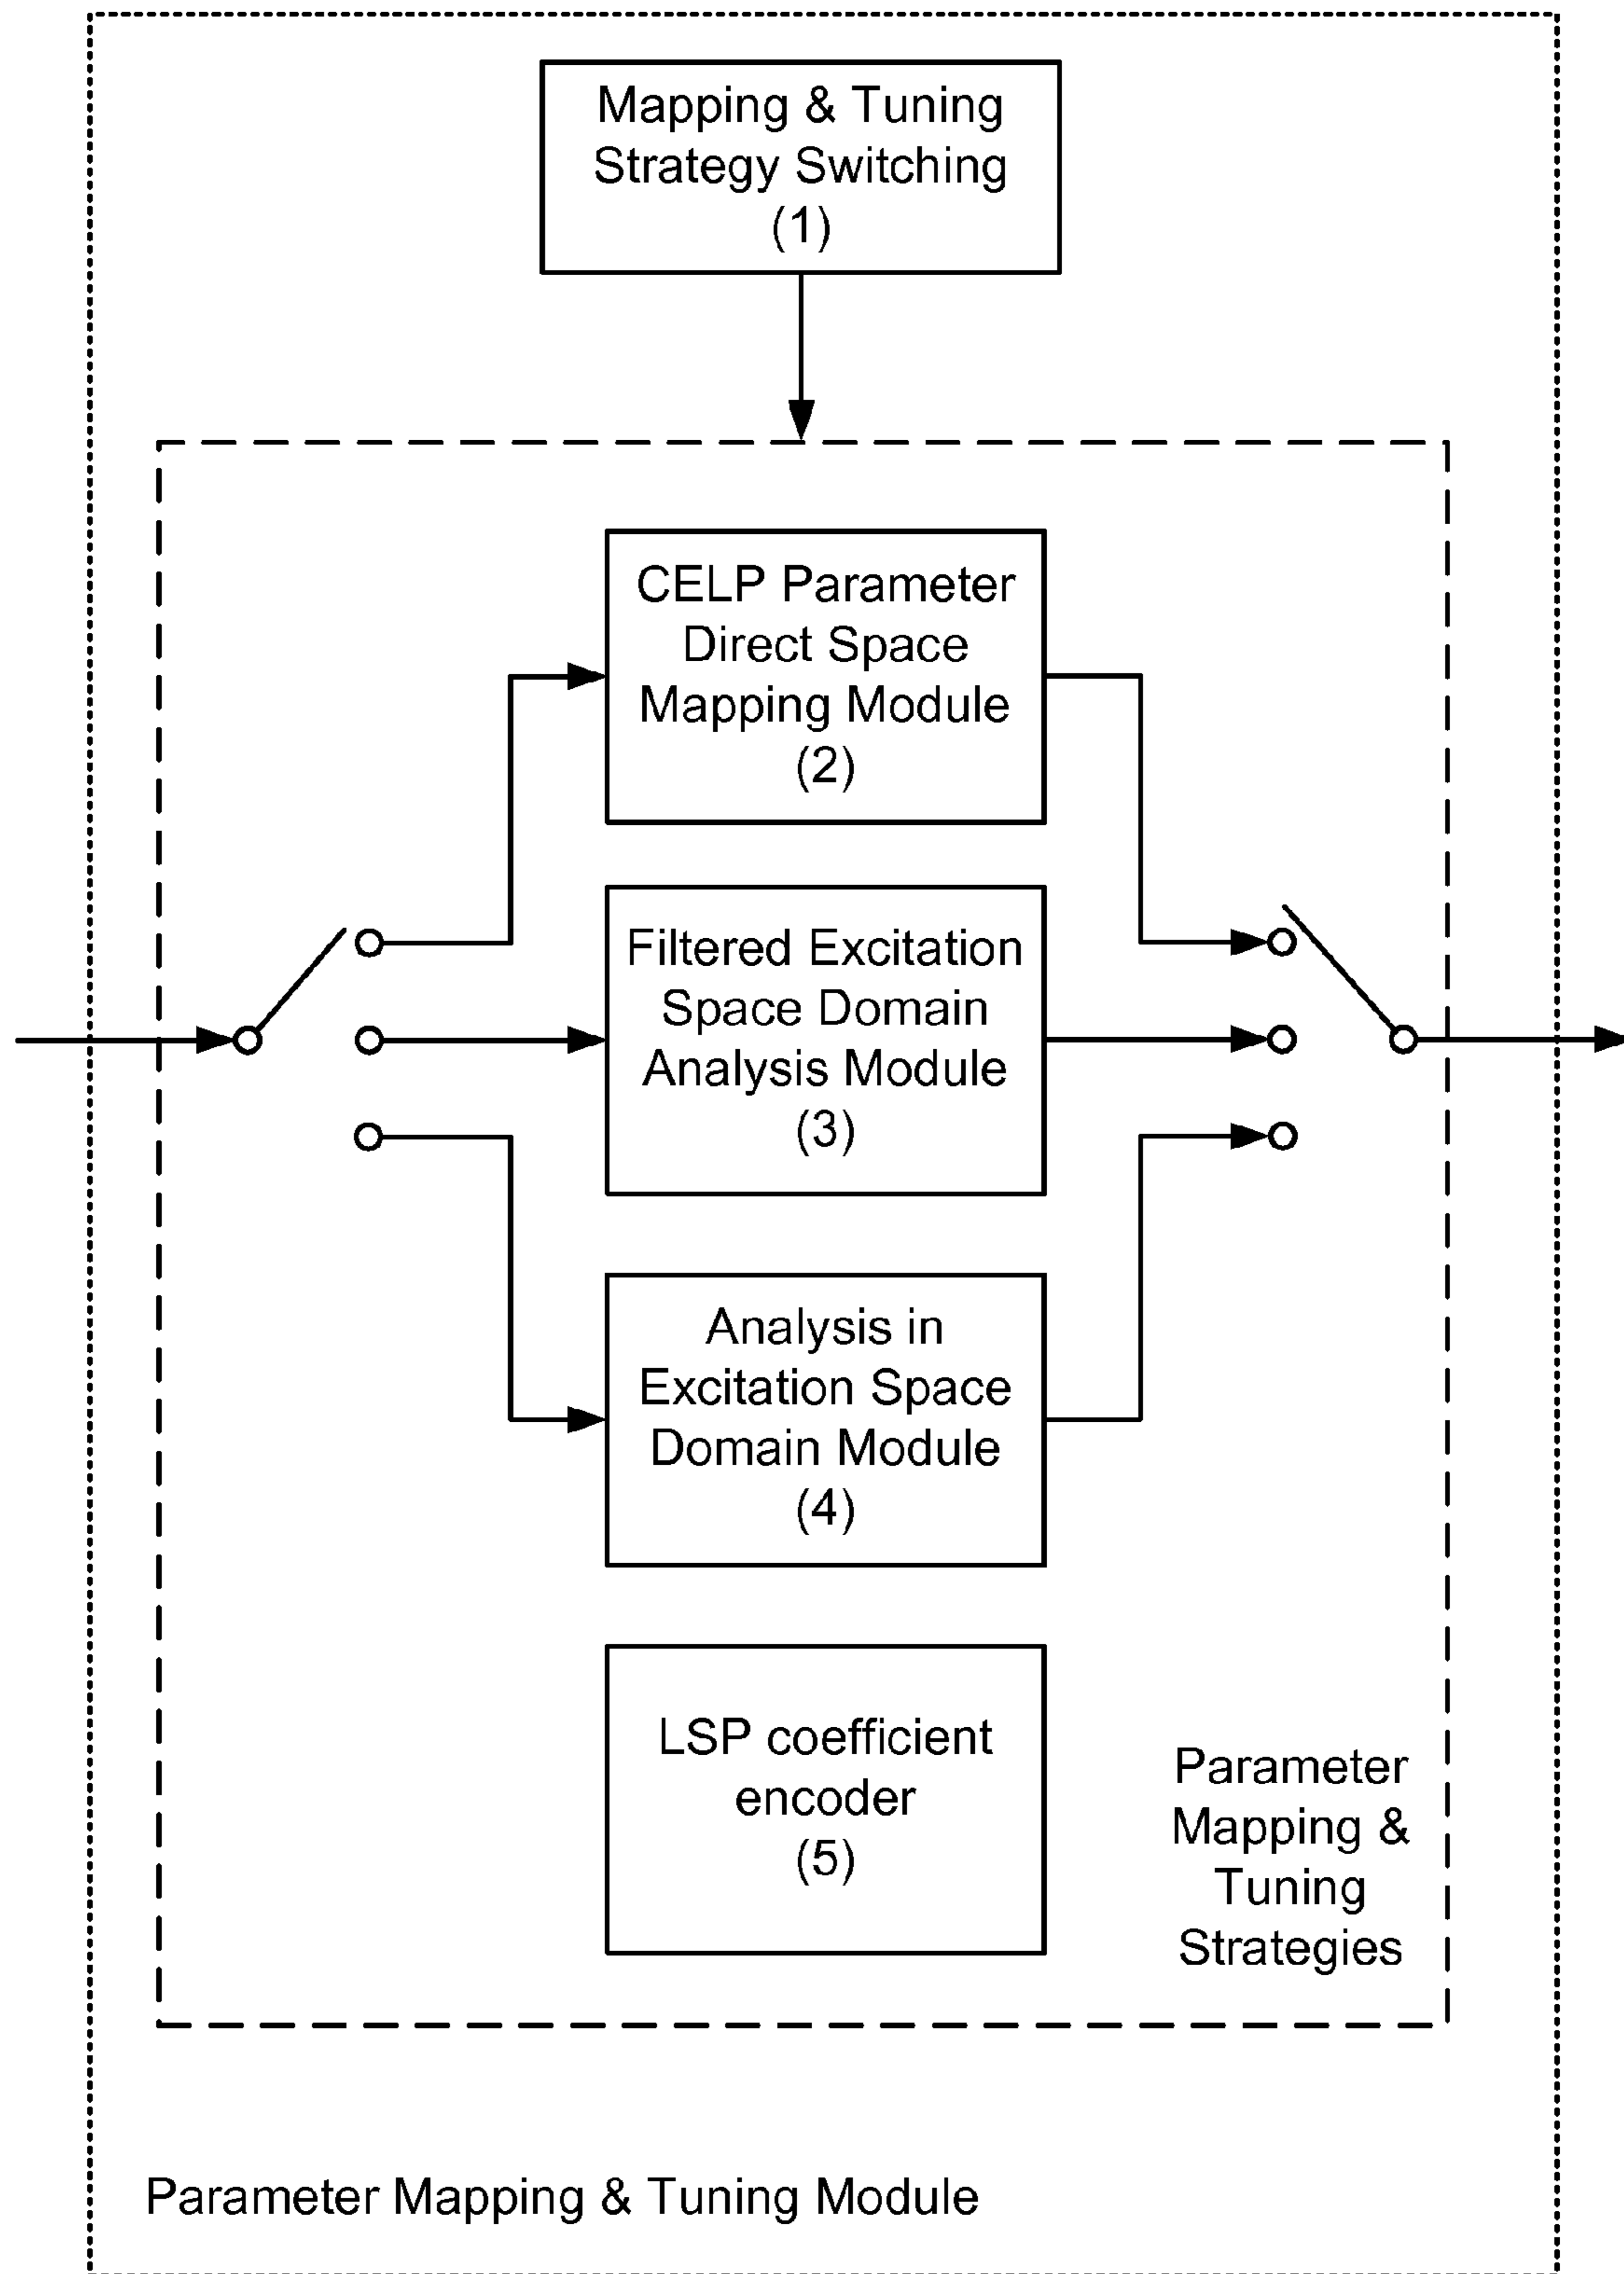 Mapping & Tuning
Strategy Switching
(1)
CELP Parameter
Direct Space
Mapping Module
(2)
Filtered Excitation
Space Domain
Analysis Module
(3)
Analysis in
Excitation Space
Domain Module
(4)
LSP coefficient
encoder
(5)
Parameter
Mapping &
Tuning
Strategies
Parameter Mapping & Tuning Module